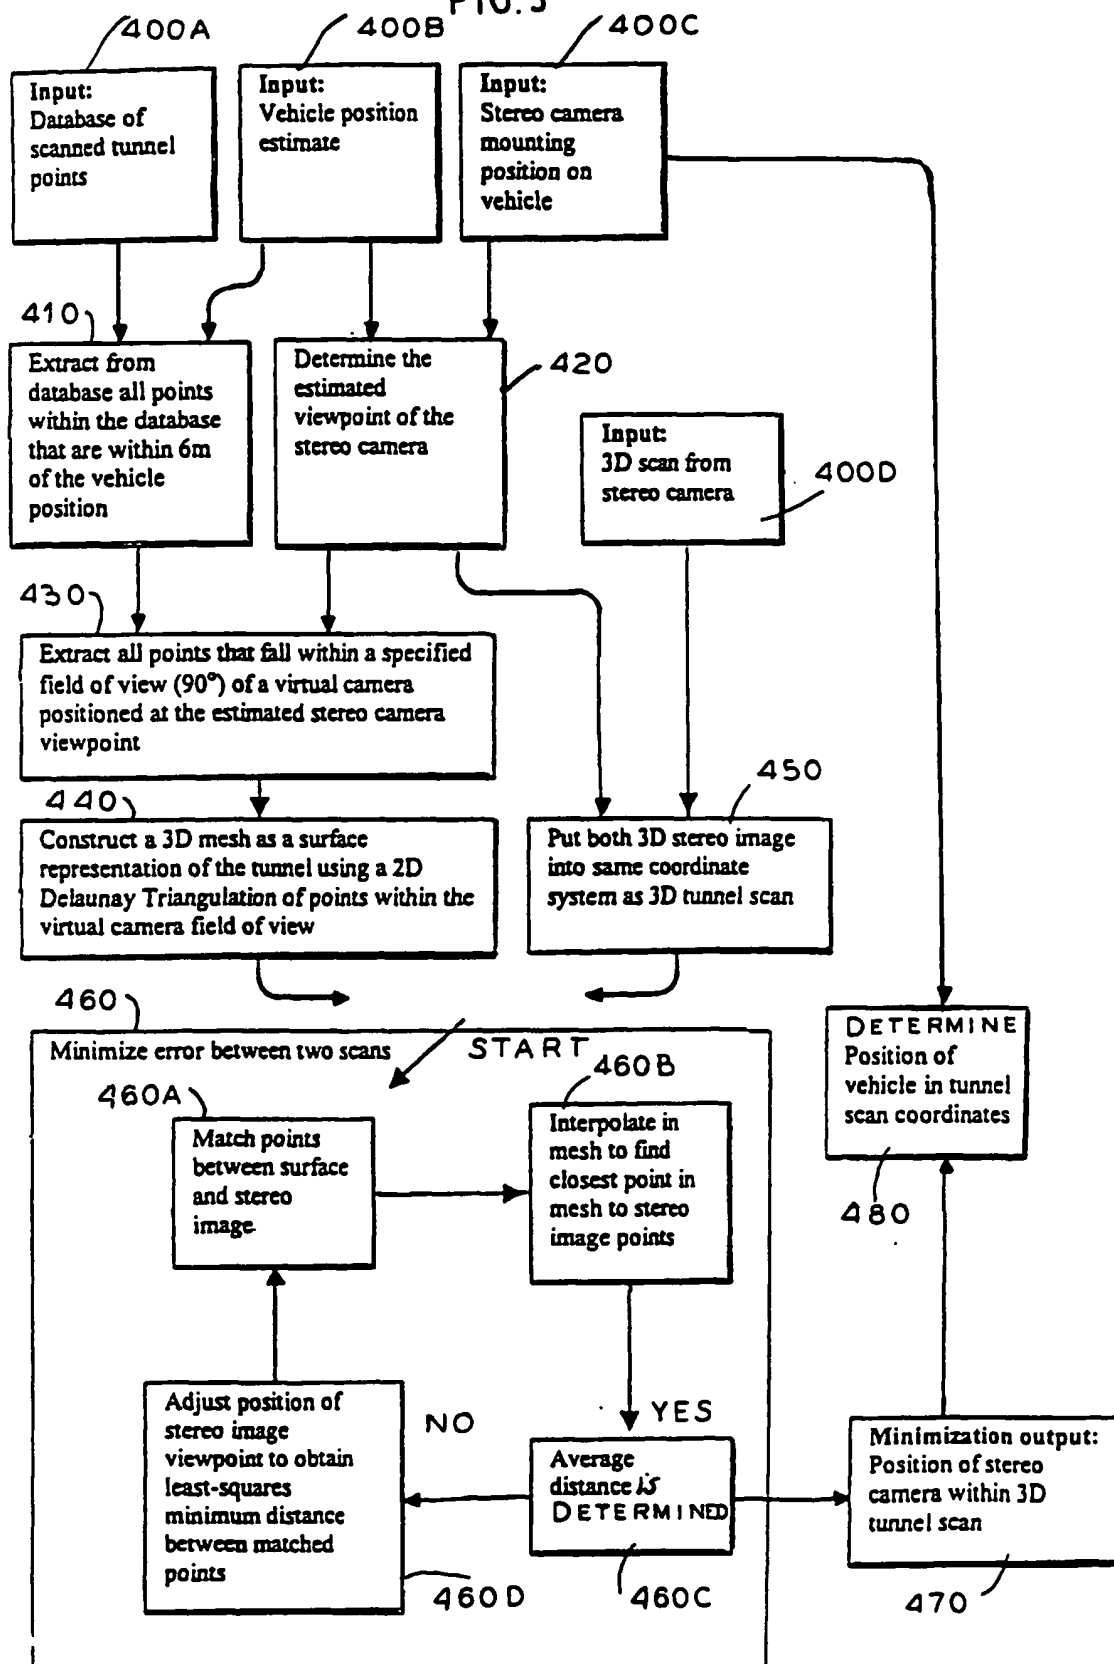 FIG. 5
400A
400B
400C
Input:
Database of
scanned tunnel
points
Input:
Vehicle position
estimate
Input:
Stereo camera
mounting
position on
vehicle
410
Extract from
database all points
within the database
that are within 6m
of the vehicle
position
Determine the
estimated
viewpoint of the
stereo camera
420
Input:
3D scan from
stereo camera
400D
430
Extract all points that fall within a specified
field of view (90°) of a virtual camera
positioned at the estimated stereo camera
viewpoint
440
Construct a 3D mesh as a surface
representation of the tunnel using a 2D
Delaunay Triangulation of points within the
virtual camera field of view
450
Put both 3D stereo image
into same coordinate
system as 3D tunnel scan
460
Minimize error between two scans
START
460A
Match points
between surface
and stereo
image
460B
Interpolate in
mesh to find
closest point in
mesh to stereo
image points
DETERMINE
Position of
vehicle in tunnel
scan coordinates
480
Adjust position of
stereo image
viewpoint to obtain
least-squares
minimum distance
between matched
points
460D
NO
YES
Average
distance is
DETERMINED
460C
Minimization output:
Position of stereo
camera within 3D
tunnel scan
470